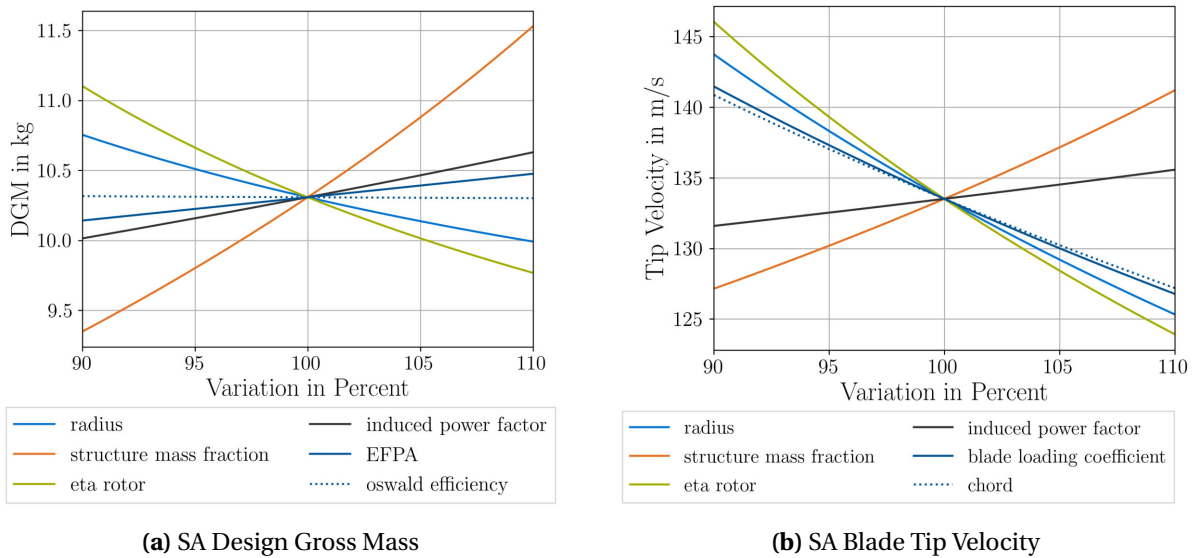 11.5
11.0
10.5
10.0
9.5
DGM in kg
90 95 100 105 110
Variation in Percent
radius
structure mass fraction
eta rotor
induced power factor
EFPA
oswald efficiency
(a) SA Design Gross Mass
145
140
135
130
125
Tip Velocity in m/s
90 95 100 105 110
Variation in Percent
radius
structure mass fraction
eta rotor
induced power factor
blade loading coefficient
chord
(b) SA Blade Tip Velocity